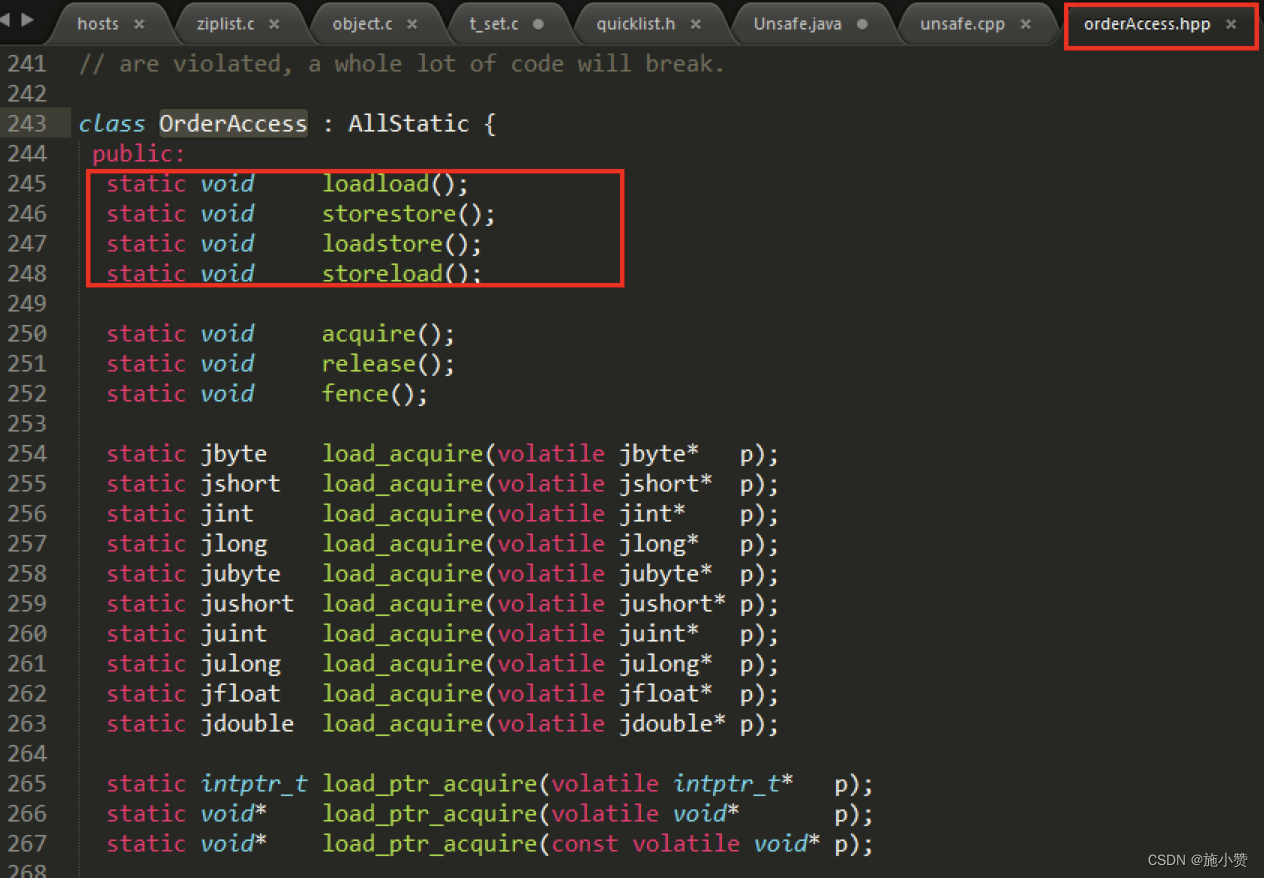 hosts × ziplist.c × object.c × t_set.c quicklist.h × Unsafe.java unsafe.cpp × orderAccess.hpp ×
241 // are violated, a whole lot of code will break.
242
243 class OrderAccess : AllStatic {
244 public:
245 static void loadload();
246 static void storestore();
247 static void loadstore();
248 static void storeload();
249
250 static void acquire();
251 static void release();
252 static void fence();
253
254 static jbyte load_acquire(volatile jbyte* p);
255 static jshort load_acquire(volatile jshort* p);
256 static jint load_acquire(volatile jint* p);
257 static jlong load_acquire(volatile jlong* p);
258 static jubyte load_acquire(volatile jubyte* p);
259 static jushort load_acquire(volatile jushort* p);
260 static juint load_acquire(volatile juint* p);
261 static julong load_acquire(volatile julong* p);
262 static jfloat load_acquire(volatile jfloat* p);
263 static jdouble load_acquire(volatile jdouble* p);
264
265 static intptr_t load_ptr_acquire(volatile intptr_t* p);
266 static void* load_ptr_acquire(volatile void* p);
267 static void* load_ptr_acquire(const volatile void* p);
268
CSDN @施小赞